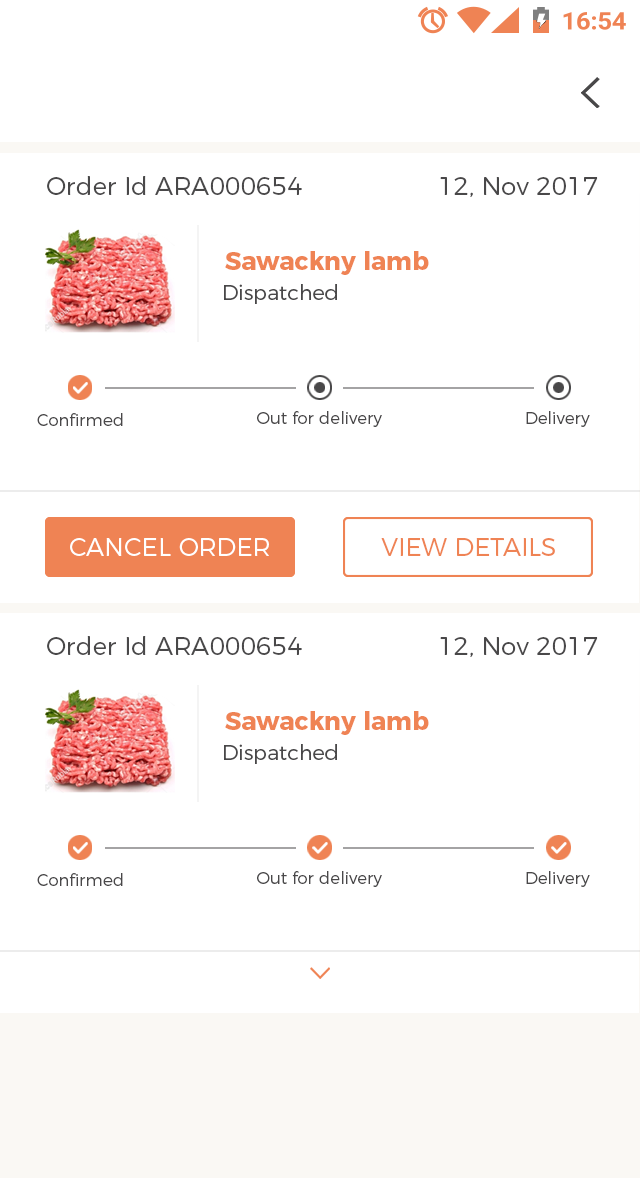 16:54
Order Id ARA000654 12, Nov 2017
Sawackny lamb
Dispatched
Confirmed Out for delivery Delivery
CANCEL ORDER VIEW DETAILS
Order Id ARA000654 12, Nov 2017
Sawackny lamb
Dispatched
Confirmed Out for delivery Delivery